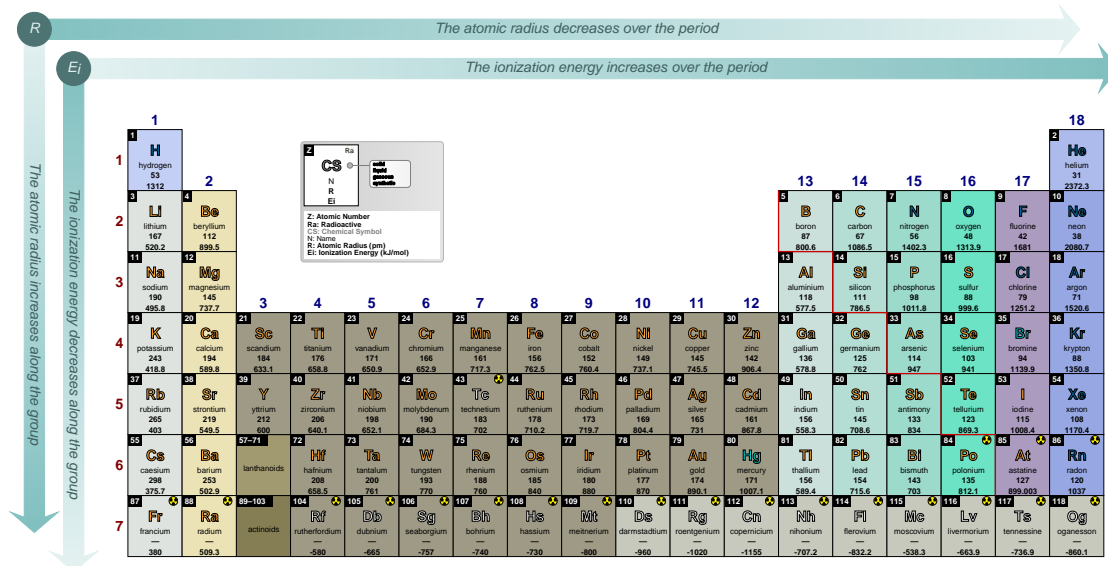 R
The atomic radius decreases over the period
Ei
The ionization energy increases over the period
The atomic radius increases along the group
The ionization energy decreases along the group
1 18
1 2
1 H He
hydrogen helium
53 31
1312 2372.3
Z Ra
CS
N
R
Ei
solid
liquid
gaseous
synthetic
Z: Atomic Number
Ra: Radioactive
CS: Chemical Symbol
N: Name
R: Atomic Radius (pm)
Ei: Ionization Energy (kJ/mol)
2 13 14 15 16 17
3 4 5 6 7 8 9 10
2 Li Be B C N O F Ne
lithium beryllium boron carbon nitrogen oxygen fluorine neon
167 112 87 67 56 48 42 38
520.2 899.5 800.6 1086.5 1402.3 1313.9 1681 2080.7
11 12 13 14 15 16 17 18
3 Na Mg Al Si P S Cl Ar
sodium magnesium aluminium silicon phosphorus sulfur chlorine argon
190 145 118 111 98 88 79 71
495.8 737.7 577.5 786.5 1011.8 999.6 1251.2 1520.6
3 4 5 6 7 8 9 10 11 12
19 20 21 22 23 24 25 26 27 28 29 30 31 32 33 34 35 36
4 K Ca Sc Ti V Cr Mn Fe Co Ni Cu Zn Ga Ge As Se Br Kr
potassium calcium scandium titanium vanadium chromium manganese iron cobalt nickel copper zinc gallium germanium arsenic selenium bromine krypton
243 194 184 176 171 166 161 156 152 149 145 142 136 125 114 103 94 88
418.8 589.8 633.1 658.8 650.9 652.9 717.3 762.5 760.4 737.1 745.5 906.4 578.8 762 947 941 1139.9 1350.8
37 38 39 40 41 42 43 44 45 46 47 48 49 50 51 52 53 54
5 Rb Sr Y Zr Nb Mo Tc Ru Rh Pd Ag Cd In Sn Sb Te I Xe
rubidium strontium yttrium zirconium niobium molybdenum technetium ruthenium rhodium palladium silver cadmium indium tin antimony tellurium iodine xenon
265 219 212 206 198 190 183 178 173 169 165 161 156 145 133 123 115 108
403 549.5 600 640.1 652.1 684.3 702 710.2 719.7 804.4 731 867.8 558.3 708.6 834 869.3 1008.4 1170.4
55 56 57–71 72 73 74 75 76 77 78 79 80 81 82 83 84 85 86
6 Cs Ba Hf Ta W Re Os Ir Pt Au Hg Tl Pb Bi Po At Rn
caesium barium lanthanoids hafnium tantalum tungsten rhenium osmium iridium platinum gold mercury thallium lead bismuth polonium astatine radon
298 253 208 200 193 188 185 180 177 174 171 156 154 143 135 127 120
375.7 502.9 658.5 761 770 760 840 880 870 890.1 1007.1 589.4 715.6 703 812.1 899.003 1037
87 88 89–103 104 105 106 107 108 109 110 111 112 113 114 115 116 117 118
7 Fr Ra Rf Db Sg Bh Hs Mt Ds Rg Cn Nh Fl Mc Lv Ts Og
francium radium actinoids rutherfordium dubnium seaborgium bohrium hassium meitnerium darmstadtium roentgenium copernicium nihonium flerovium moscovium livermorium tennessine oganesson
— — — — — — — — — — — — — — — — —
380 509.3 -580 -665 -757 -740 -730 -800 -960 -1020 -1155 -707.2 -832.2 -538.3 -663.9 -736.9 -860.1